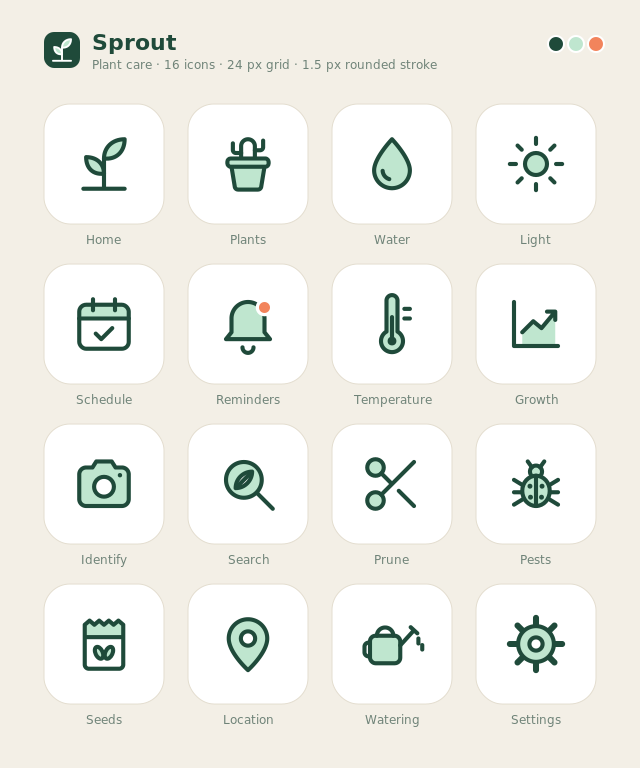 Sprout
Plant care · 16 icons · 24 px grid · 1.5 px rounded stroke
Home
Plants
Water
Light
Schedule
Reminders
Temperature
Growth
Identify
Search
Prune
Pests
Seeds
Location
Watering
Settings